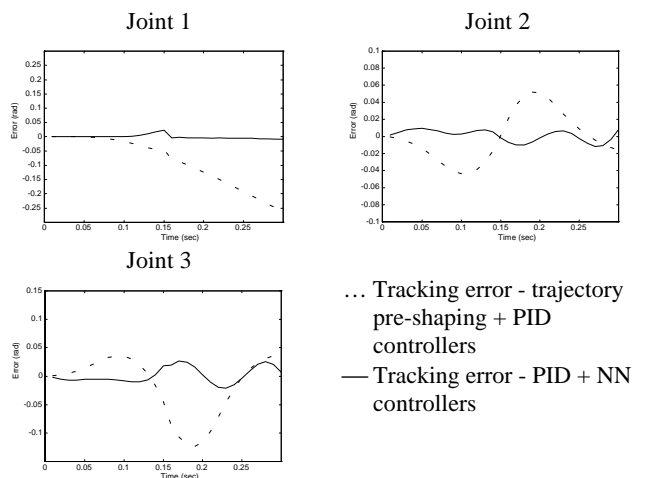 Joint 1
0.25
0.2
0.15
0.1
0.05
0
-0.05
-0.1
-0.15
-0.2
-0.25
Error (rad)
0 0.05 0.1 0.15 0.2 0.25
Time (sec)
Joint 2
0.1
0.08
0.06
0.04
0.02
0
-0.02
-0.04
-0.06
-0.08
-0.1
Error (rad)
0 0.05 0.1 0.15 0.2 0.25
Time (sec)
Joint 3
0.15
0.1
0.05
0
-0.05
-0.1
Error (rad)
0 0.05 0.1 0.15 0.2 0.25
Time (sec)
… Tracking error - trajectory
pre-shaping + PID
controllers
— Tracking error - PID + NN
controllers